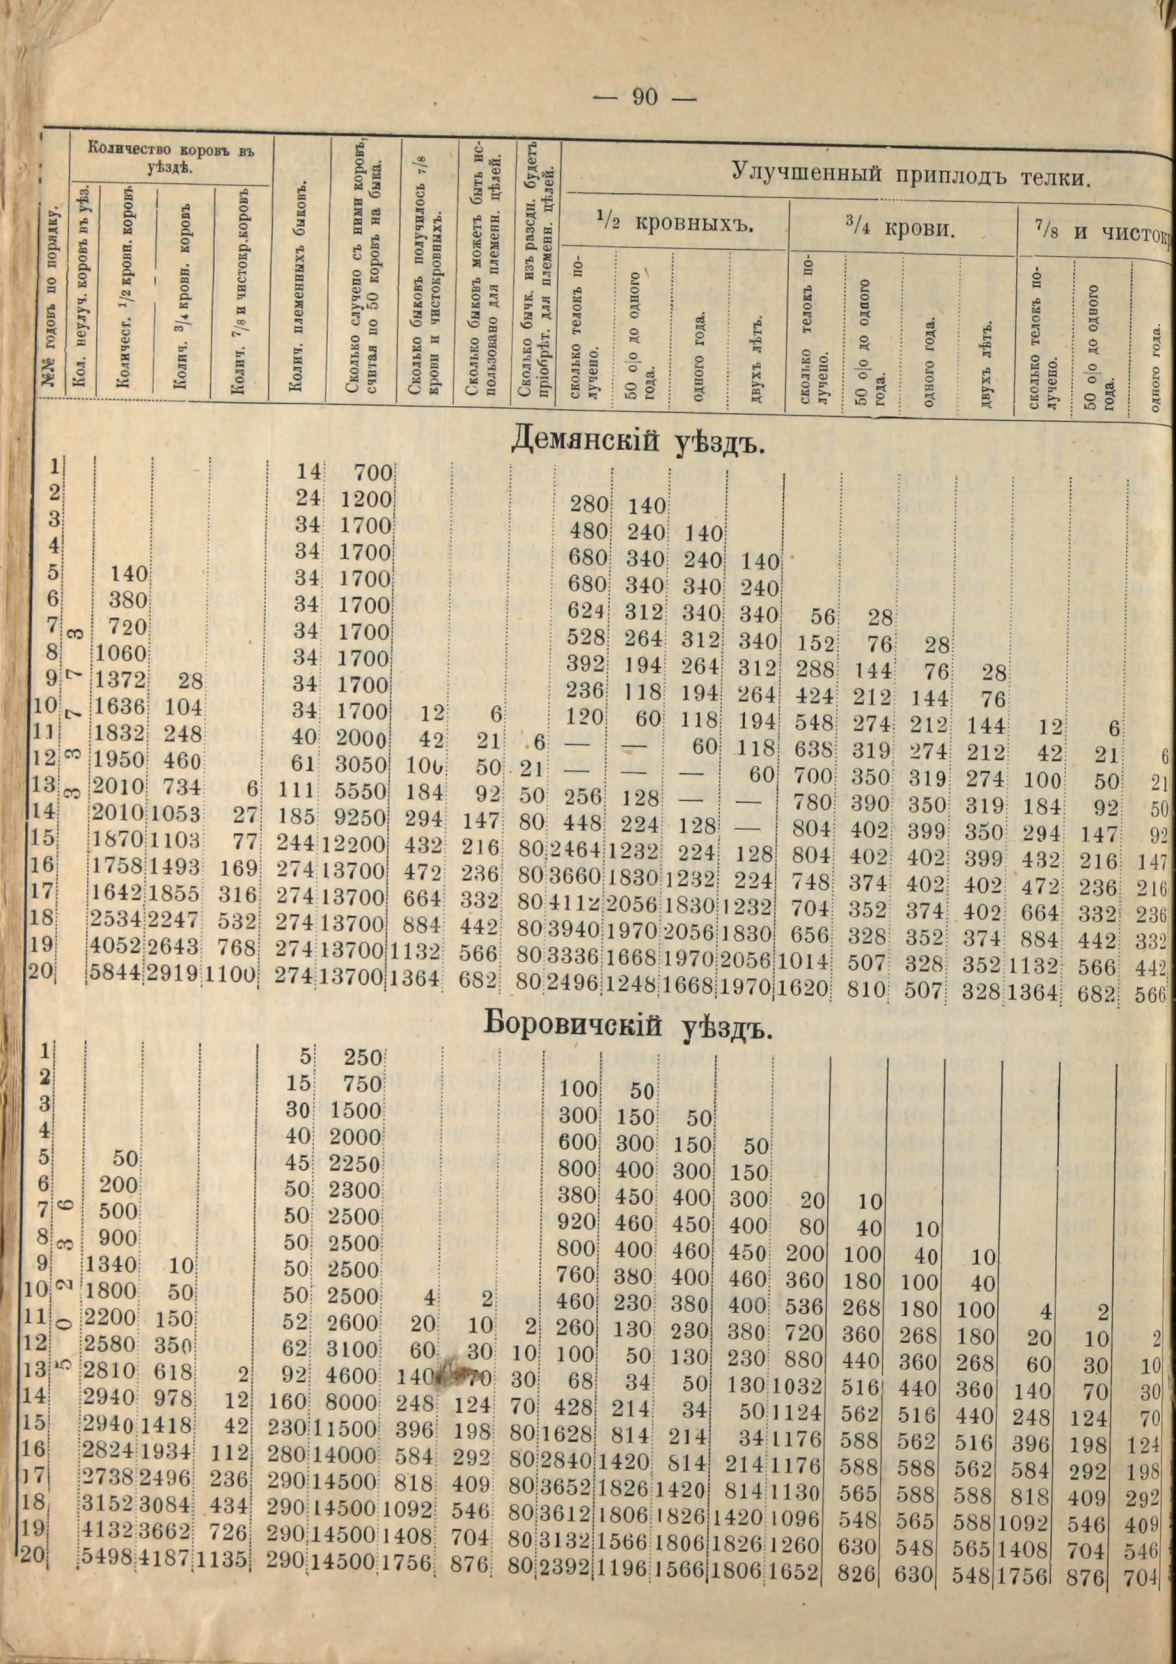 — 90 —
№№ годовъ по порядку.
Количество коровъ въ уѣздѣ.
Кол. неулуч. коровъ въ уѣз.
Количест. 1/2 кровн. коровъ
Колич. 3/4 кровн. коровъ
Колич. 7/8 и чистокр. коровъ
Колич. племенныхъ быковъ.
Сколько случено съ ними коровъ, считая по 50 коровъ на быка.
Сколько быковъ получилось 7/8 крови и чистокровныхъ.
Сколько быковъ можетъ быть использовано для племенн. цѣлей.
Сколько бычк. изъ разсдн. будетъ пріобрѣт. для племенн. цѣлей.
Улучшенный приплодъ телки.
1/2 кровныхъ.
3/4 крови.
7/8 и чисток
сколько телокъ получено.
50 о|о до одного года.
одного года.
двухъ лѣтъ.
сколько телокъ получено.
50 о|о до одного года.
одного года.
двухъ лѣтъ.
сколько телокъ получено.
50 о|о до одного года.
одного года.
Демянскій уѣздъ.
3 3 7 7 3
1 14 700
2 24 1200 280 140
3 34 1700 480 240 140
4 34 1700 680 340 240 140
5 140 34 1700 680 340 340 240
6 380 34 1700 624 312 340 340 56 28
7 720 34 1700 528 264 312 340 152 76 28
8 1060 34 1700 392 194 264 312 288 144 76 28
9 1372 28 34 1700 236 118 194 264 424 212 144 76
10 1636 104 34 1700 12 6 120 60 118 194 548 274 212 144 12 6
11 1832 248 40 2000 42 21 6 — — 60 118 638 319 274 212 42 21 6
12 1950 460 61 3050 100 50 21 — — — 60 700 350 319 274 100 50 21
13 2010 734 6 111 5550 184 92 50 256 128 — — 780 390 350 319 184 92 50
14 2010 1053 27 185 9250 294 147 80 448 224 128 — 804 402 399 350 294 147 92
15 1870 1103 77 244 12200 432 216 80 2464 1232 224 128 804 402 402 399 432 216 147
16 1758 1493 169 274 13700 472 236 80 3660 1830 1232 224 748 374 402 402 472 236 216
17 1642 1855 316 274 13700 664 332 80 4112 2056 1830 1232 704 352 374 402 664 332 236
18 2534 2247 532 274 13700 884 442 80 3940 1970 2056 1830 656 328 352 374 884 442 332
19 4052 2643 768 274 13700 1132 566 80 3336 1668 1970 2056 1014 507 328 352 1132 566 442
20 5844 2919 1100 274 13700 1364 682 80 2496 1248 1668 1970 1620 810 507 328 1364 682 566
Боровичскій уѣздъ.
5 0 2 3 6
1 5 250
2 15 750 100 50
3 30 1500 300 150 50
4 40 2000 600 300 150 50
5 50 45 2250 800 400 300 150
6 200 50 2300 380 450 400 300 20 10
7 500 50 2500 920 460 450 400 80 40 10
8 900 50 2500 800 400 460 450 200 100 40 10
9 1340 10 50 2500 760 380 400 460 360 180 100 40
10 1800 50 50 2500 4 2 460 230 380 400 536 268 180 100 4 2
11 2200 150 52 2600 20 10 2 260 130 230 380 720 360 268 180 20 10 2
12 2580 350 62 3100 60 30 10 100 50 130 230 880 440 360 268 60 30 10
13 2810 618 2 92 4600 140 70 30 68 34 50 130 1032 516 440 360 140 70 30
14 2940 978 12 160 8000 248 124 70 428 214 34 50 1124 562 516 440 248 124 70
15 2940 1418 42 230 11500 396 198 80 1628 814 214 34 1176 588 562 516 396 198 124
16 2824 1934 112 280 14000 584 292 80 2840 1420 814 214 1176 588 588 562 584 292 198
17 2738 2496 236 290 14500 818 409 80 3652 1826 1420 814 1130 565 588 588 818 409 292
18 3152 3084 434 290 14500 1092 546 80 3612 1806 1826 1420 1096 548 565 588 1092 546 409
19 4132 3662 726 290 14500 1408 704 80 3132 1566 1806 1826 1260 630 548 565 1408 704 546
20 5498 4187 1135 290 14500 1756 876 80 2392 1196 1566 1806 1652 826 630 548 1756 876 704